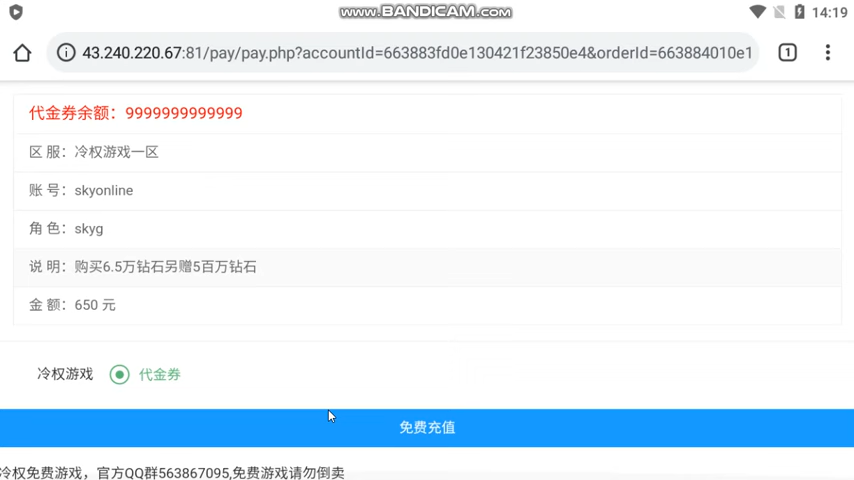 www.BANDICAM.com
14:19
43.240.220.67:81/pay/pay.php?accountId=663883fd0e130421f23850e4&orderId=663884010e1
1
代金券余额：9999999999999
区 服：冷权游戏一区
账 号：skyonline
角 色：skyg
说 明：购买6.5万钻石另赠5百万钻石
金 额：650 元
冷权游戏 代金券
免费充值
冷权免费游戏，官方QQ群563867095,免费游戏请勿倒卖